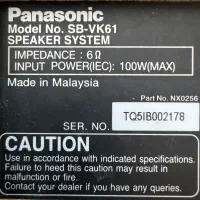 Panasonic
Model No. SB-VK61
SPEAKER SYSTEM
IMPEDANCE : 6Ω
INPUT POWER(IEC): 100W(MAX)
Made in Malaysia
Part No. NX0256
SER. NO. TQ5IB002178
CAUTION
Use in accordance with indicated specifications.
Failure to heed this caution may result in
malfunction or fire.
Contact your dealer if you have any queries.